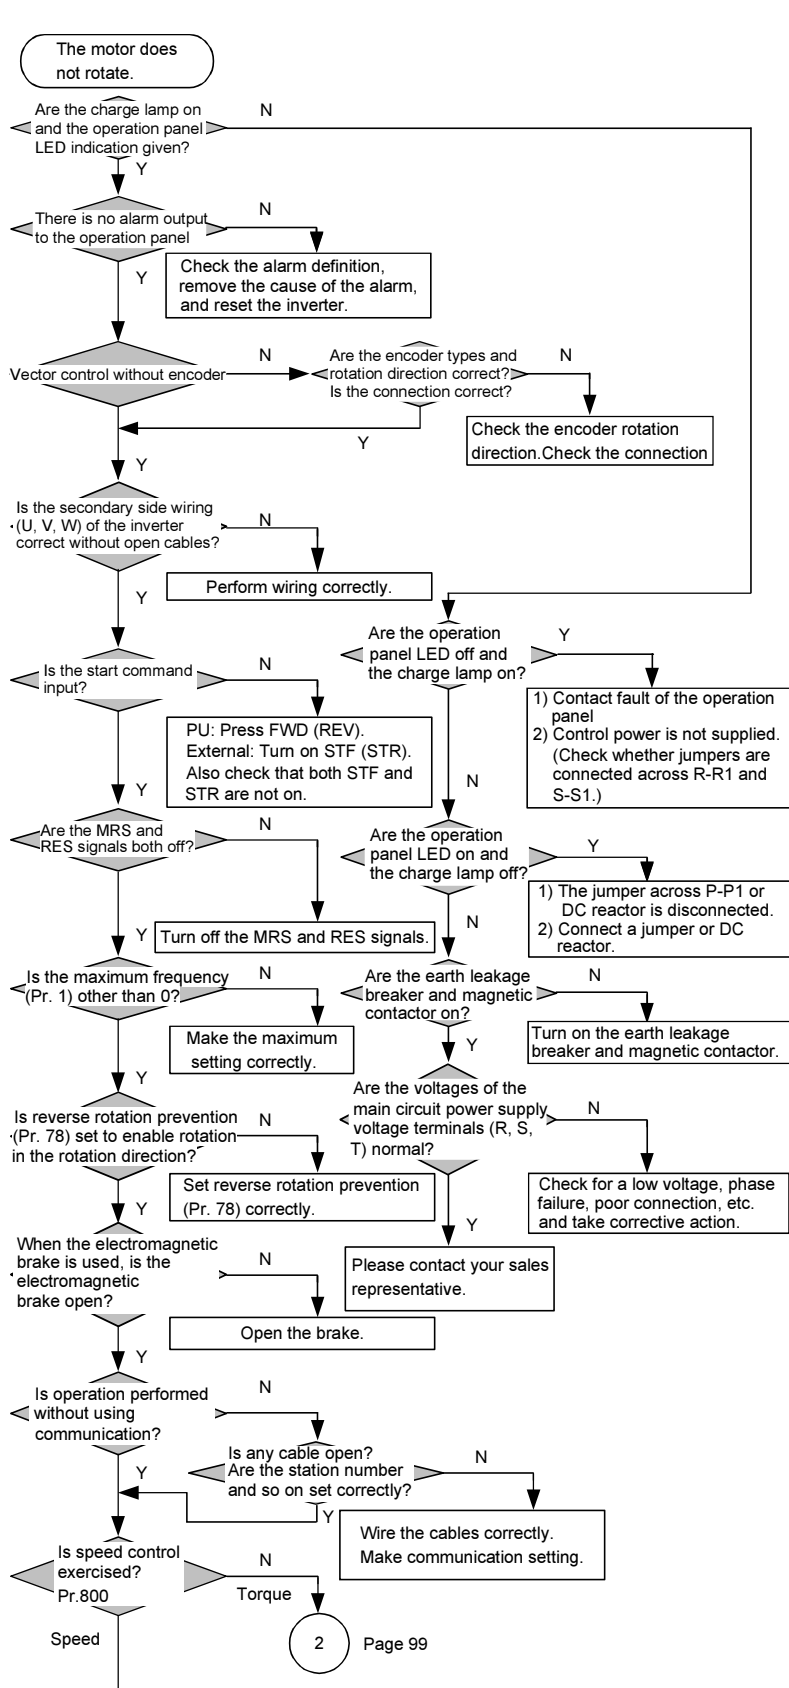 The motor does
not rotate.
Are the charge lamp on
and the operation panel
LED indication given?
N
Y
There is no alarm output
to the operation panel
N
Y
Check the alarm definition,
remove the cause of the alarm,
and reset the inverter.
Vector control without encoder
N
Are the encoder types and
rotation direction correct?
Is the connection correct?
N
Y
Check the encoder rotation
direction.Check the connection
Y
Is the secondary side wiring
(U, V, W) of the inverter
correct without open cables?
N
Perform wiring correctly.
Y
Is the start command
input?
N
PU: Press FWD (REV).
External: Turn on STF (STR).
Also check that both STF and
STR are not on.
Y
Are the MRS and
RES signals both off?
N
Turn off the MRS and RES signals.
Y
Is the maximum frequency
(Pr. 1) other than 0?
N
Make the maximum
setting correctly.
Y
Is reverse rotation prevention
(Pr. 78) set to enable rotation
in the rotation direction?
N
Set reverse rotation prevention
(Pr. 78) correctly.
Y
When the electromagnetic
brake is used, is the
electromagnetic
brake open?
N
Open the brake.
Y
Is operation performed
without using
communication?
N
Y
Is any cable open?
Are the station number
and so on set correctly?
N
Y
Wire the cables correctly.
Make communication setting.
Is speed control
exercised?
Pr.800
N
Torque
Speed
2
Page 99
Are the operation
panel LED off and
the charge lamp on?
Y
1) Contact fault of the operation
panel
2) Control power is not supplied.
(Check whether jumpers are
connected across R-R1 and
S-S1.)
N
Are the operation
panel LED on and
the charge lamp off?
Y
1) The jumper across P-P1 or
DC reactor is disconnected.
2) Connect a jumper or DC
reactor.
N
Are the earth leakage
breaker and magnetic
contactor on?
N
Turn on the earth leakage
breaker and magnetic contactor.
Y
Are the voltages of the
main circuit power supply
voltage terminals (R, S,
T) normal?
N
Check for a low voltage, phase
failure, poor connection, etc.
and take corrective action.
Y
Please contact your sales
representative.